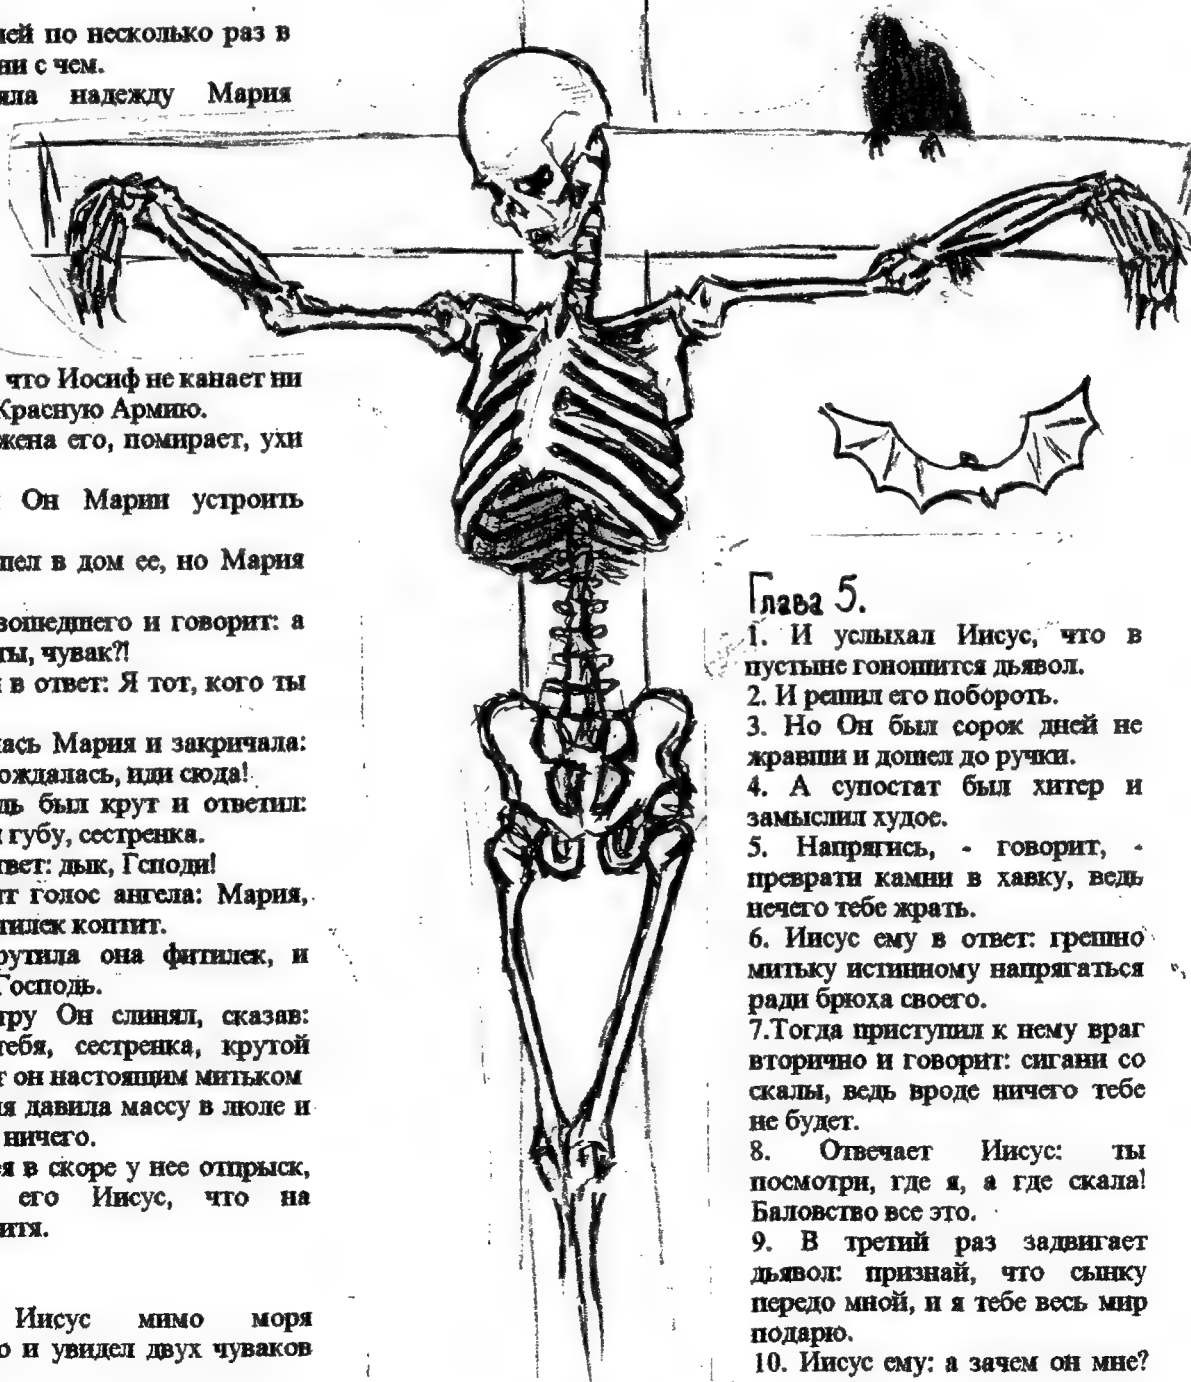 ей по несколько раз в
ни с чем.
яла надежду Мария
что Иосиф не канает ни
Красную Армию.
жена его, помирает, ухи
Он Марии устроить
шел в дом ее, но Мария
вошедшего и говорит: а
ты, чувак?!
в ответ: Я тот, кого ты
ась Мария и закричала:
ождалась, иди сюда!
дь был крут и ответил:
губу, сестренка.
твет: дык, Гсподи!
т голос ангела: Мария,
тилек коптит.
рутила она фитилек, и
Господь.
тру Он слинял, сказав:
тебя, сестренка, крутой
т он настоящим митьком
я давила массу в люле и
ничего.
я в скоре у нее отпрыск,
его Иисус, что на
итя.
Иисус мимо моря
о и увидел двух чуваков
Глава 5.
1. И услыхал Иисус, что в
пустыне гоношится дьявол.
2. И решил его побороть.
3. Но Он был сорок дней не
жравши и дошел до ручки.
4. А супостат был хитер и
замыслил худое.
5. Напрягись, - говорит, -
преврати камни в хавку, ведь
нечего тебе жрать.
6. Иисус ему в ответ: грешно
митьку истинному напрягаться
ради брюха своего.
7.Тогда приступил к нему враг
вторично и говорит: сигани со
скалы, ведь вроде ничего тебе
не будет.
8. Отвечает Иисус: ты
посмотри, где я, а где скала!
Баловство все это.
9. В третий раз задвигает
дьявол: признай, что сынку
передо мной, и я тебе весь мир
подарю.
10. Иисус ему: а зачем он мне?